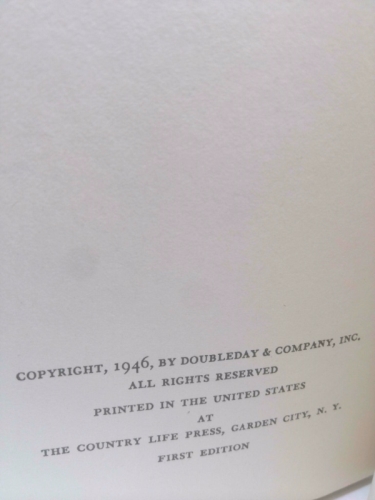 COPYRIGHT, 1946, BY DOUBLEDAY & COMPANY, INC.
ALL RIGHTS RESERVED
PRINTED IN THE UNITED STATES
AT
THE COUNTRY LIFE PRESS, GARDEN CITY, N. Y.
FIRST EDITION